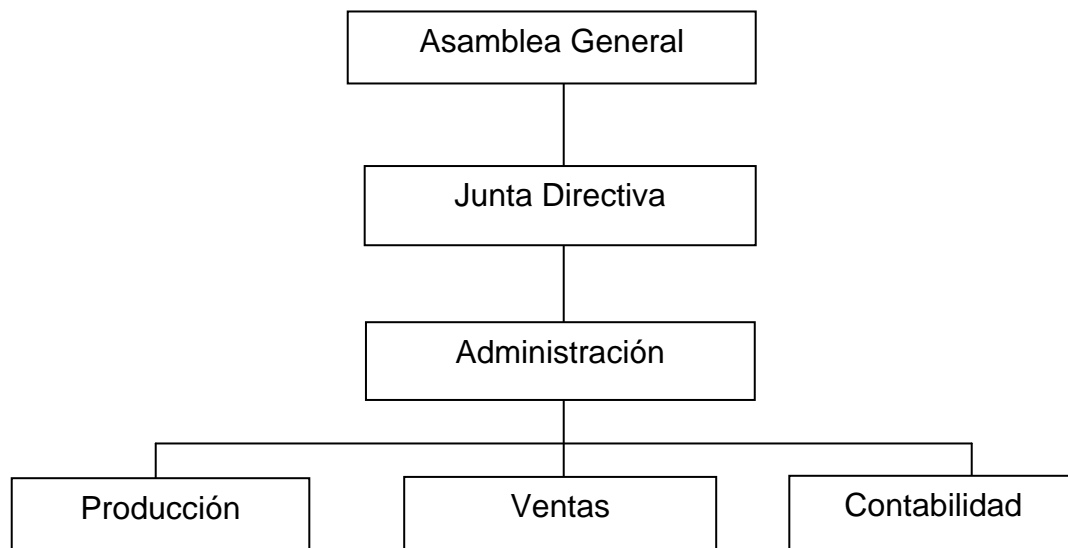 Asamblea General
Junta Directiva
Administración
Producción
Ventas
Contabilidad